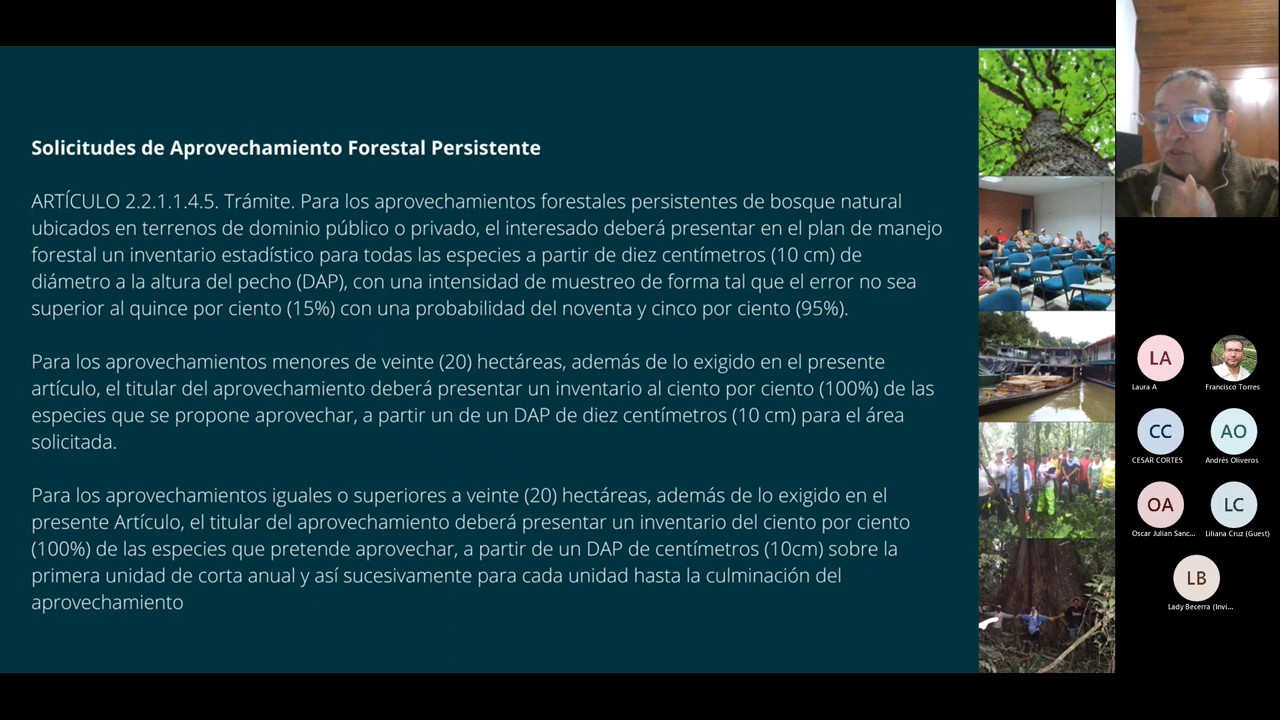 Solicitudes de Aprovechamiento Forestal Persistente
ARTÍCULO 2.2.1.1.4.5. Trámite. Para los aprovechamientos forestales persistentes de bosque natural
ubicados en terrenos de dominio público o privado, el interesado deberá presentar en el plan de manejo
forestal un inventario estadístico para todas las especies a partir de diez centímetros (10 cm) de
diámetro a la altura del pecho (DAP), con una intensidad de muestreo de forma tal que el error no sea
superior al quince por ciento (15%) con una probabilidad del noventa y cinco por ciento (95%).
Para los aprovechamientos menores de veinte (20) hectáreas, además de lo exigido en el presente
artículo, el titular del aprovechamiento deberá presentar un inventario al ciento por ciento (100%) de las
especies que se propone aprovechar, a partir un de un DAP de diez centímetros (10 cm) para el área
solicitada.
Para los aprovechamientos iguales o superiores a veinte (20) hectáreas, además de lo exigido en el
presente Artículo, el titular del aprovechamiento deberá presentar un inventario del ciento por ciento
(100%) de las especies que pretende aprovechar, a partir de un DAP de centímetros (10cm) sobre la
primera unidad de corta anual y así sucesivamente para cada unidad hasta la culminación del
aprovechamiento
LA
Laura A
Francisco Torres
CC
CESAR CORTES
AO
Andrés Oliveros
OA
Oscar Julian Sanc...
LC
Liliana Cruz (Guest)
LB
Lady Becerra (Invi...